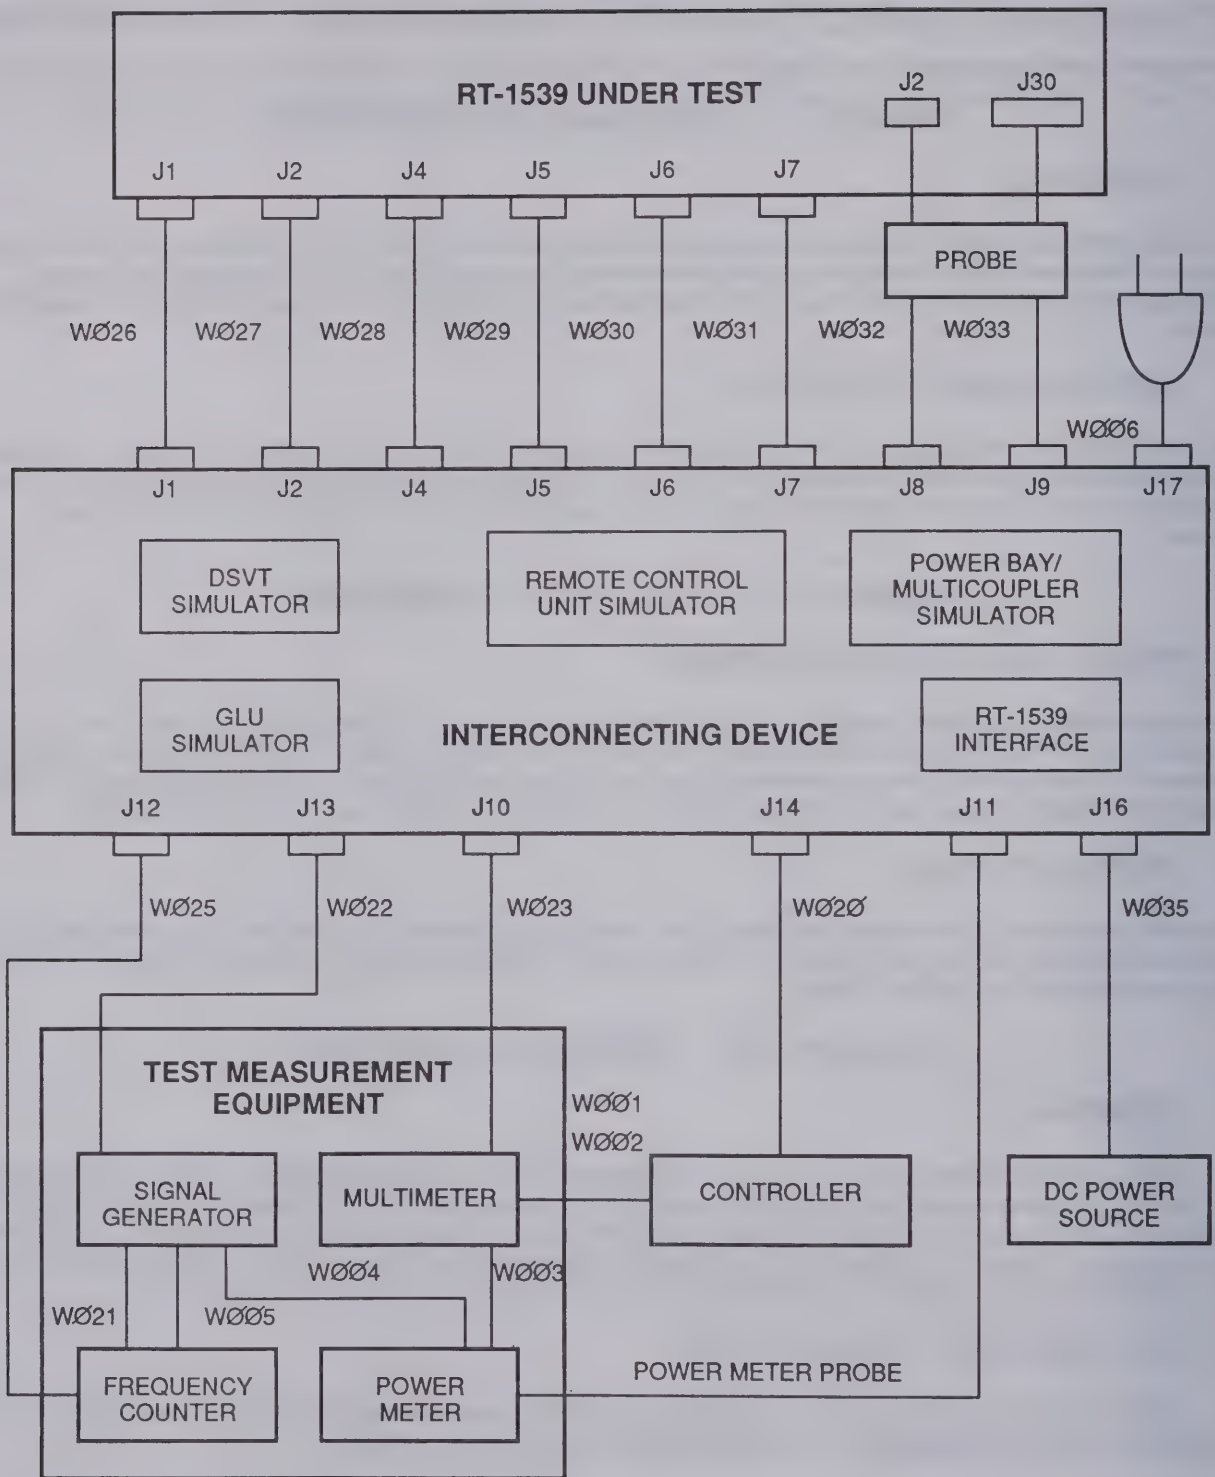 RT-1539 UNDER TEST
J2 J30
J1 J2 J4 J5 J6 J7
PROBE
WØ26 WØ27 WØ28 WØ29 WØ30 WØ31 WØ32 WØ33
WØØ6
J1 J2 J4 J5 J6 J7 J8 J9 J17
DSVT
SIMULATOR
REMOTE CONTROL
UNIT SIMULATOR
POWER BAY/
MULTICOUPLER
SIMULATOR
GLU
SIMULATOR
INTERCONNECTING DEVICE
RT-1539
INTERFACE
J12 J13 J10 J14 J11 J16
WØ25 WØ22 WØ23 WØ2Ø WØ35
TEST MEASUREMENT
EQUIPMENT
WØØ1
WØØ2
SIGNAL
GENERATOR
MULTIMETER
CONTROLLER
DC POWER
SOURCE
WØØ4 WØØ3
WØ21 WØØ5
FREQUENCY
COUNTER
POWER
METER
POWER METER PROBE